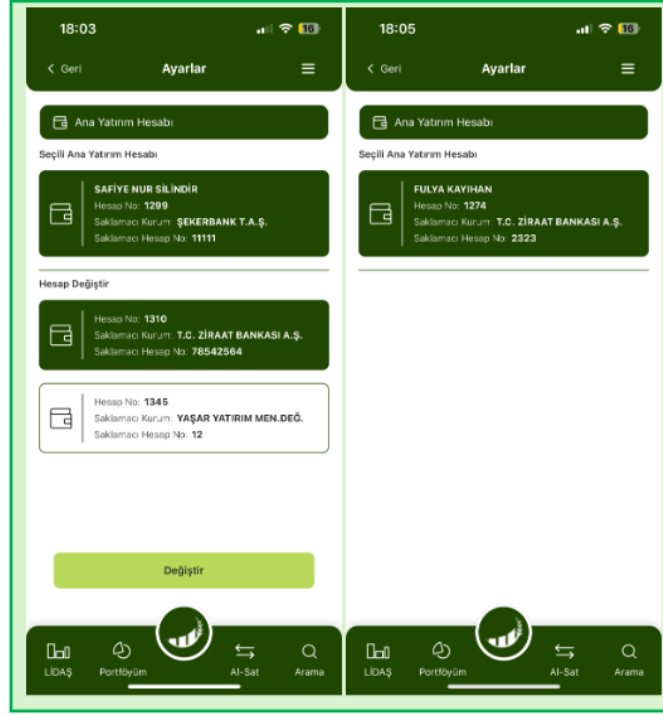 18:03
16
Geri
Ayarlar
Ana Yatırım Hesabı
Seçili Ana Yatırım Hesabı
SAFİYE NUR SİLİNDİR
Hesap No: 1299
Saklamacı Kurum: ŞEKERBANK T.A.Ş.
Saklamacı Hesap No: 11111
Hesap Değiştir
Hesap No: 1310
Saklamacı Kurum: T.C. ZİRAAT BANKASI A.Ş.
Saklamacı Hesap No: 78542564
Hesap No: 1345
Saklamacı Kurum: YAŞAR YATIRIM MEN.DEĞ.
Saklamacı Hesap No: 12
Değiştir
LİDAŞ
Portföyüm
Al-Sat
Arama
18:05
16
Geri
Ayarlar
Ana Yatırım Hesabı
Seçili Ana Yatırım Hesabı
FULYA KAYIHAN
Hesap No: 1274
Saklamacı Kurum: T.C. ZİRAAT BANKASI A.Ş.
Saklamacı Hesap No: 2323
LİDAŞ
Portföyüm
Al-Sat
Arama